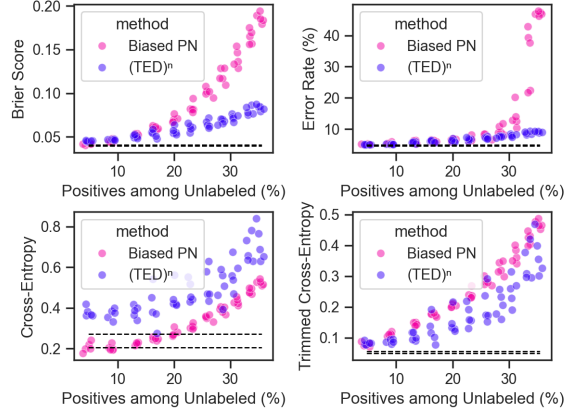 0.20
0.15
0.10
0.05
Brier Score
method
Biased PN
(TED)ⁿ
10
20
30
Positives among Unlabeled (%)
40
30
20
10
Error Rate (%)
method
Biased PN
(TED)ⁿ
10
20
30
Positives among Unlabeled (%)
0.8
0.6
0.4
0.2
Cross-Entropy
method
Biased PN
(TED)ⁿ
10
20
30
Positives among Unlabeled (%)
0.5
0.4
0.3
0.2
0.1
Trimmed Cross-Entropy
method
Biased PN
(TED)ⁿ
10
20
30
Positives among Unlabeled (%)